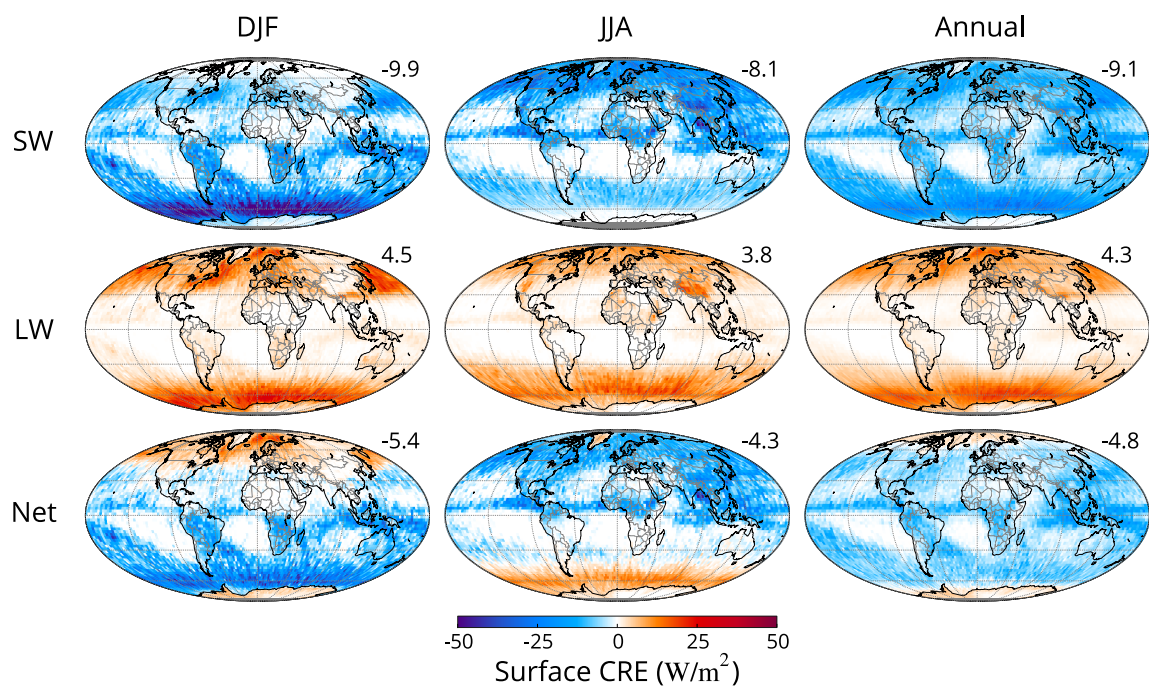 DJF JJA Annual
SW -9.9 -8.1 -9.1
LW 4.5 3.8 4.3
Net -5.4 -4.3 -4.8
-50 -25 0 25 50
Surface CRE (W/m²)